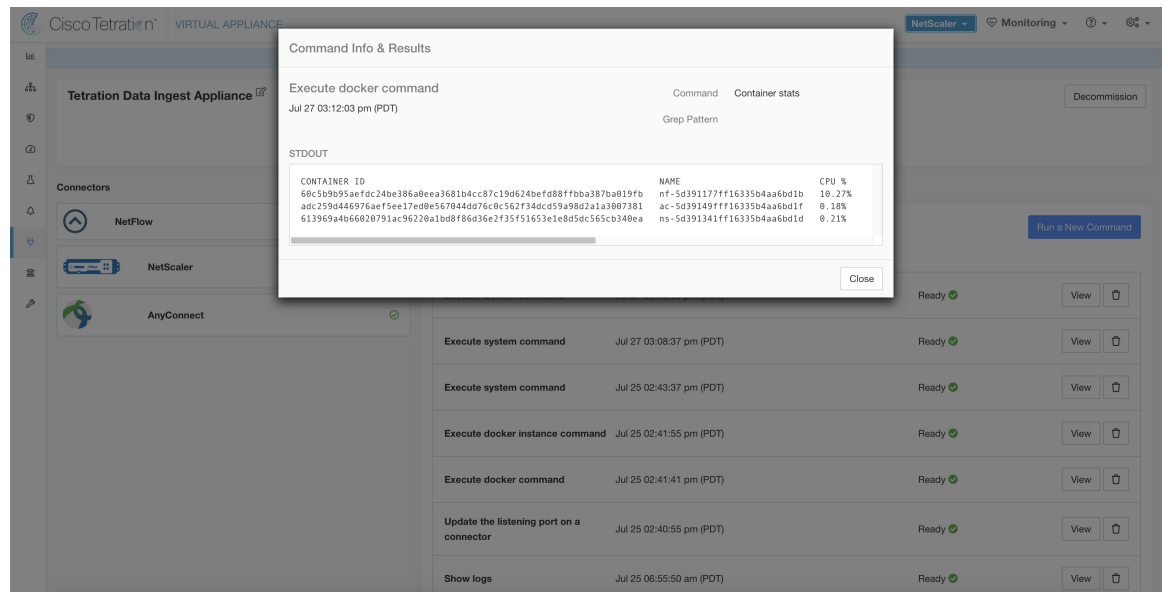 Cisco Tetration™ VIRTUAL APPLIANCE
NetScaler
Monitoring
Tetration Data Ingest Appliance
Decommission
Connectors
NetFlow
NetScaler
AnyConnect
Command Info & Results
Execute docker command
Jul 27 03:12:03 pm (PDT)
Command Container stats
Grep Pattern
STDOUT
CONTAINER ID NAME CPU %
60c5b9b95aefdc24be386a0eea3681b4cc87c19d624befd88ffbba387ba019fb nf-5d391177ff16335b4aa6bd1b 10.27%
adc259d446976aef5ee17ed0e567044dd76c0c562f34dcd59a98d2a1a3007381 ac-5d39149fff16335b4aa6bd1f 0.18%
613969a4b66020791ac96220a1bd8f86d36e2f35f51653e1e8d5dc565cb340ea ns-5d391341ff16335b4aa6bd1d 0.21%
Close
Run a New Command
Ready View
Execute system command Jul 27 03:08:37 pm (PDT) Ready View
Execute system command Jul 25 02:43:37 pm (PDT) Ready View
Execute docker instance command Jul 25 02:41:55 pm (PDT) Ready View
Execute docker command Jul 25 02:41:41 pm (PDT) Ready View
Update the listening port on a
connector Jul 25 02:40:55 pm (PDT) Ready View
Show logs Jul 25 06:55:50 am (PDT) Ready View